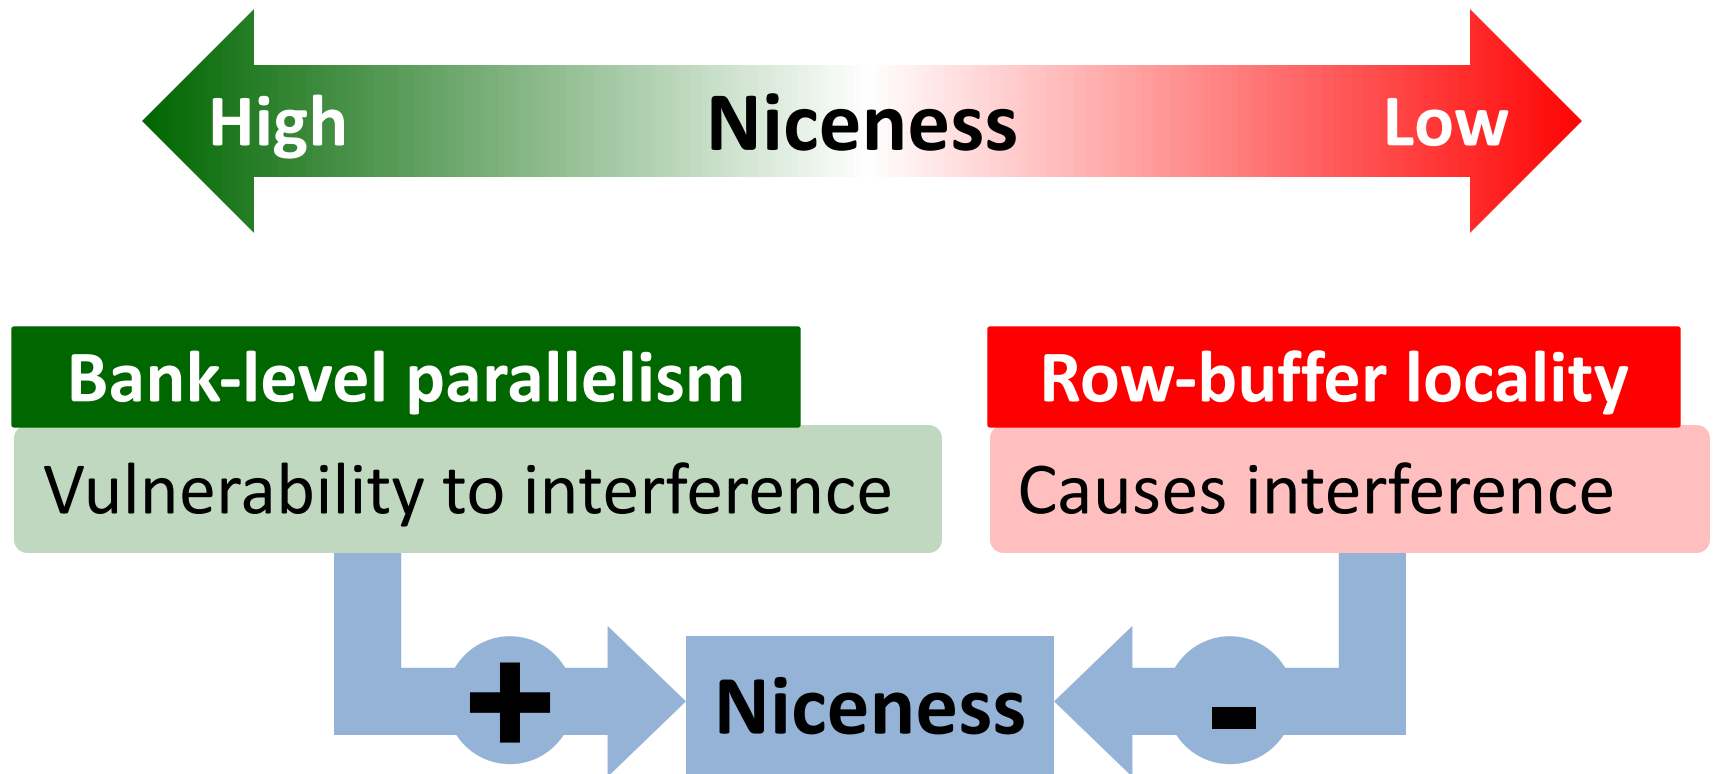 High Niceness Low
Bank-level parallelism
Vulnerability to interference
Row-buffer locality
Causes interference
+ Niceness -